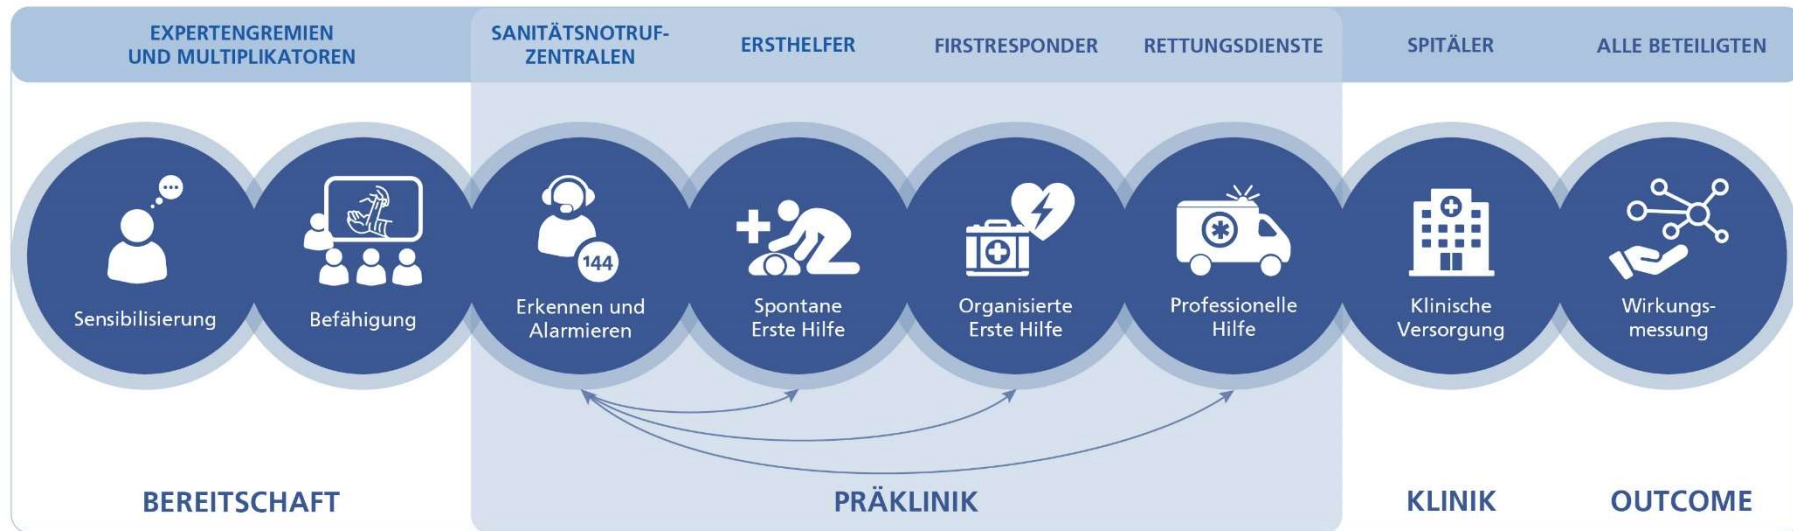 EXPERTENGREMIEN
UND MULTIPLIKATOREN
SANITÄTSNOTRUF-
ZENTRALEN
ERSTHELFER
FIRSTRESPONDER
RETTUNGSDIENSTE
SPITÄLER
ALLE BETEILIGTEN
Sensibilisierung
Befähigung
144
Erkennen und
Alarmieren
Spontane
Erste Hilfe
Organisierte
Erste Hilfe
Professionelle
Hilfe
Klinische
Versorgung
Wirkungs-
messung
BEREITSCHAFT
PRÄKLINIK
KLINIK
OUTCOME